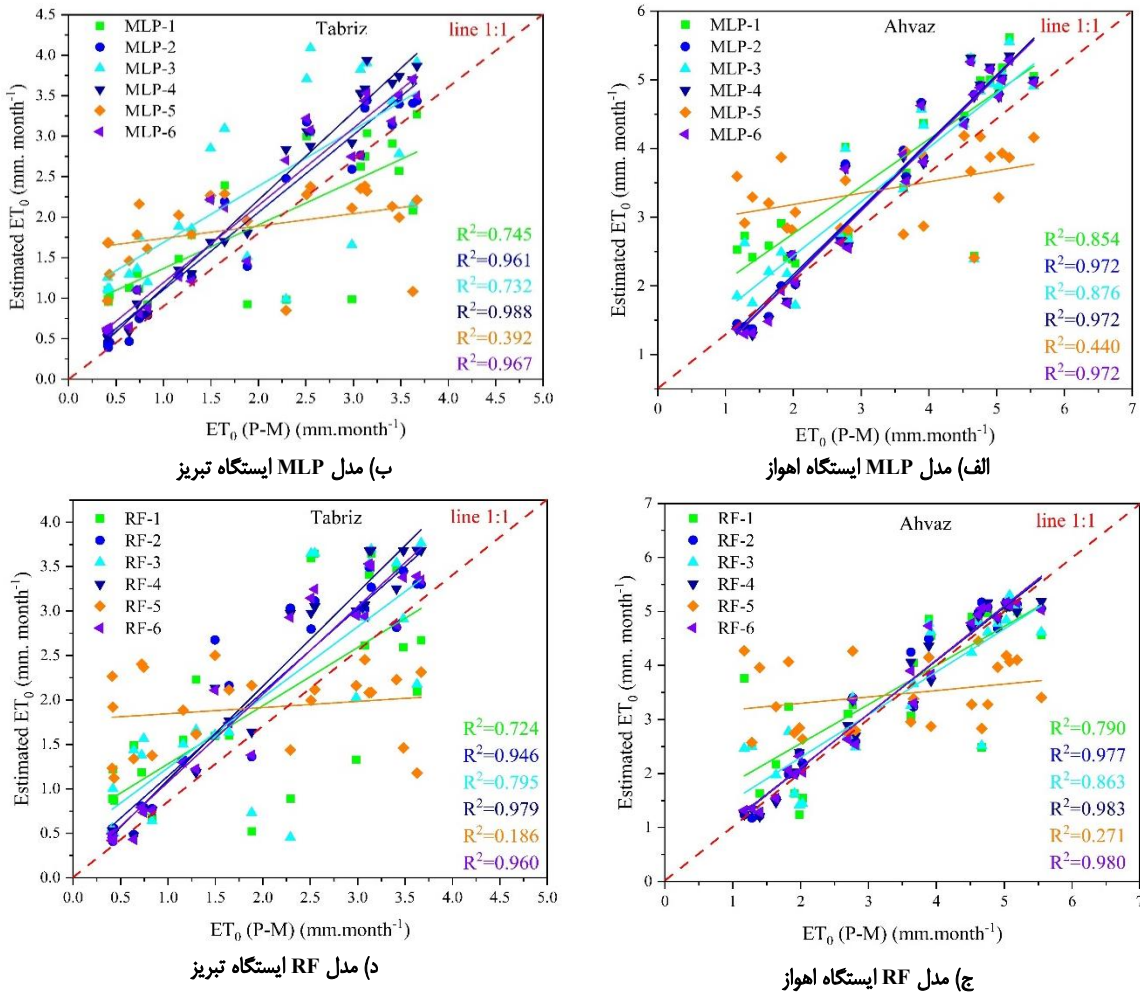 Tabriz
line 1:1
MLP-1
MLP-2
MLP-3
MLP-4
MLP-5
MLP-6
R²=0.745
R²=0.961
R²=0.732
R²=0.988
R²=0.392
R²=0.967
Estimated ET₀ (mm. month⁻¹)
4.5
4.0
3.5
3.0
2.5
2.0
1.5
1.0
0.5
0.0
0.0 0.5 1.0 1.5 2.0 2.5 3.0 3.5 4.0 4.5 5.0
ET₀ (P-M) (mm.month⁻¹)
ب) مدل MLP ایستگاه تبریز
Ahvaz
line 1:1
MLP-1
MLP-2
MLP-3
MLP-4
MLP-5
MLP-6
R²=0.854
R²=0.972
R²=0.876
R²=0.972
R²=0.440
R²=0.972
Estimated ET₀ (mm. month⁻¹)
6
5
4
3
2
1
0 1 2 3 4 5 6 7
ET₀ (P-M) (mm.month⁻¹)
الف) مدل MLP ایستگاه اهواز
Tabriz
line 1:1
RF-1
RF-2
RF-3
RF-4
RF-5
RF-6
R²=0.724
R²=0.946
R²=0.795
R²=0.979
R²=0.186
R²=0.960
Estimated ET₀ (mm. month⁻¹)
4.0
3.5
3.0
2.5
2.0
1.5
1.0
0.5
0.0
0.0 0.5 1.0 1.5 2.0 2.5 3.0 3.5 4.0 4.5 5.0
ET₀ (P-M) (mm.month⁻¹)
د) مدل RF ایستگاه تبریز
Ahvaz
line 1:1
RF-1
RF-2
RF-3
RF-4
RF-5
RF-6
R²=0.790
R²=0.977
R²=0.863
R²=0.983
R²=0.271
R²=0.980
Estimated ET₀ (mm. month⁻¹)
7
6
5
4
3
2
1
0
0 1 2 3 4 5 6 7
ET₀ (P-M) (mm.month⁻¹)
ج) مدل RF ایستگاه اهواز